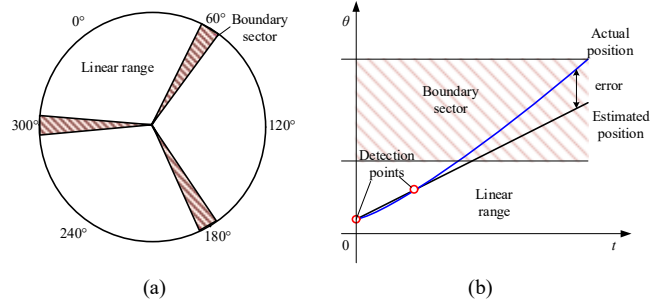 0°
60°
Boundary
sector
Linear range
300°
120°
240°
180°
(a)
θ
Actual
position
Boundary
sector
error
Estimated
position
Detection
points
Linear
range
0
t
(b)